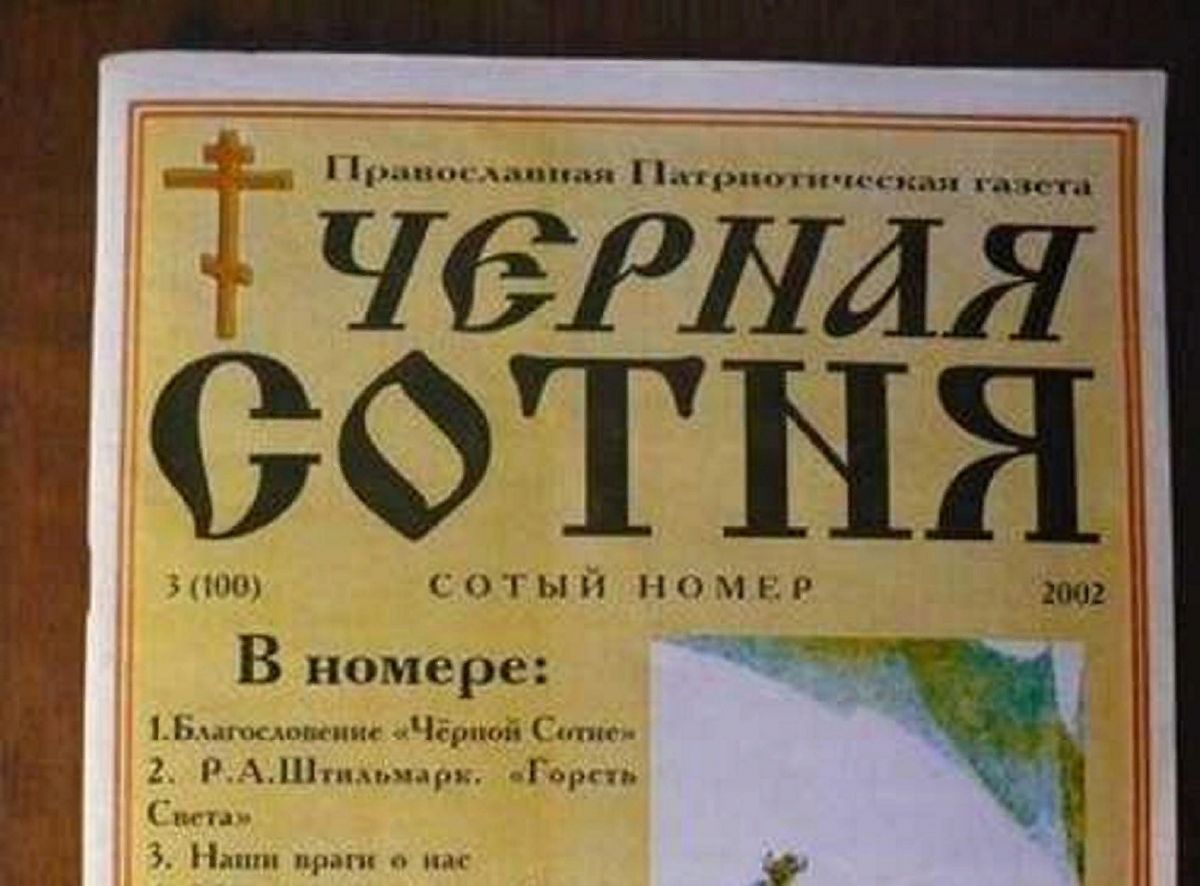 Православная Патриотическая газета
ЧЕРНАЯ
СОТНЯ
3 (100) СОТЫЙ НОМЕР 2002
В номере:
1.Благословение «Чёрной Сотне»
2. Р.А.Штильмарк. «Горсть
Света»
3. Наши враги о нас